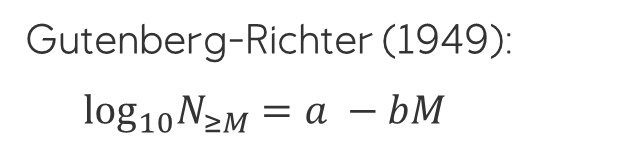 Gutenberg-Richter (1949):
log₁₀N≥M = a − bM